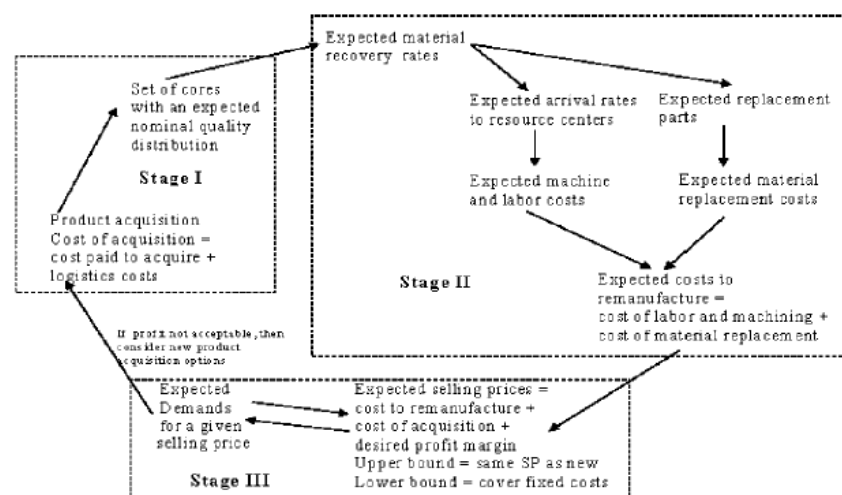 Expected material
recovery rates
Set of cores
with an expected
nominal quality
distribution
Stage I
Product acquisition
Cost of acquisition =
cost paid to acquire +
logistics costs
Expected arrival rates
to resource centers
Expected replacement
parts
Expected machine
and labor costs
Expected material
replacement costs
Stage II
Expected costs to
remanufacture =
cost of labor and machining +
cost of material replacement
If profit not acceptable, then
consider new product
acquisition options
Expected
Demands
for a given
selling price
Expected selling prices =
cost to remanufacture +
cost of acquisition +
desired profit margin
Upper bound = same SP as new
Lower bound = cover fixed costs
Stage III